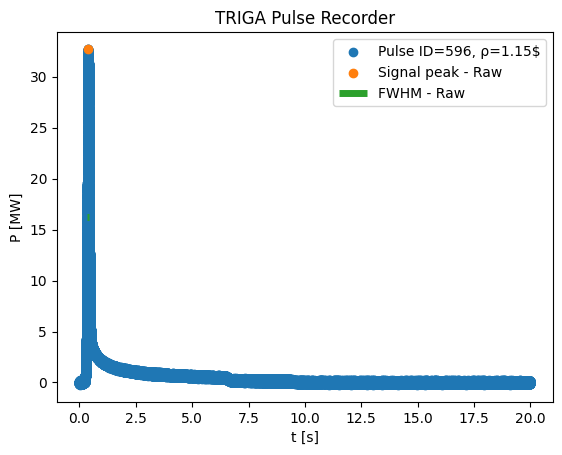 TRIGA Pulse Recorder
Pulse ID=596, ρ=1.15$
Signal peak - Raw
FWHM - Raw
P [MW]
30
25
20
15
10
5
0
0.0 2.5 5.0 7.5 10.0 12.5 15.0 17.5 20.0
t [s]